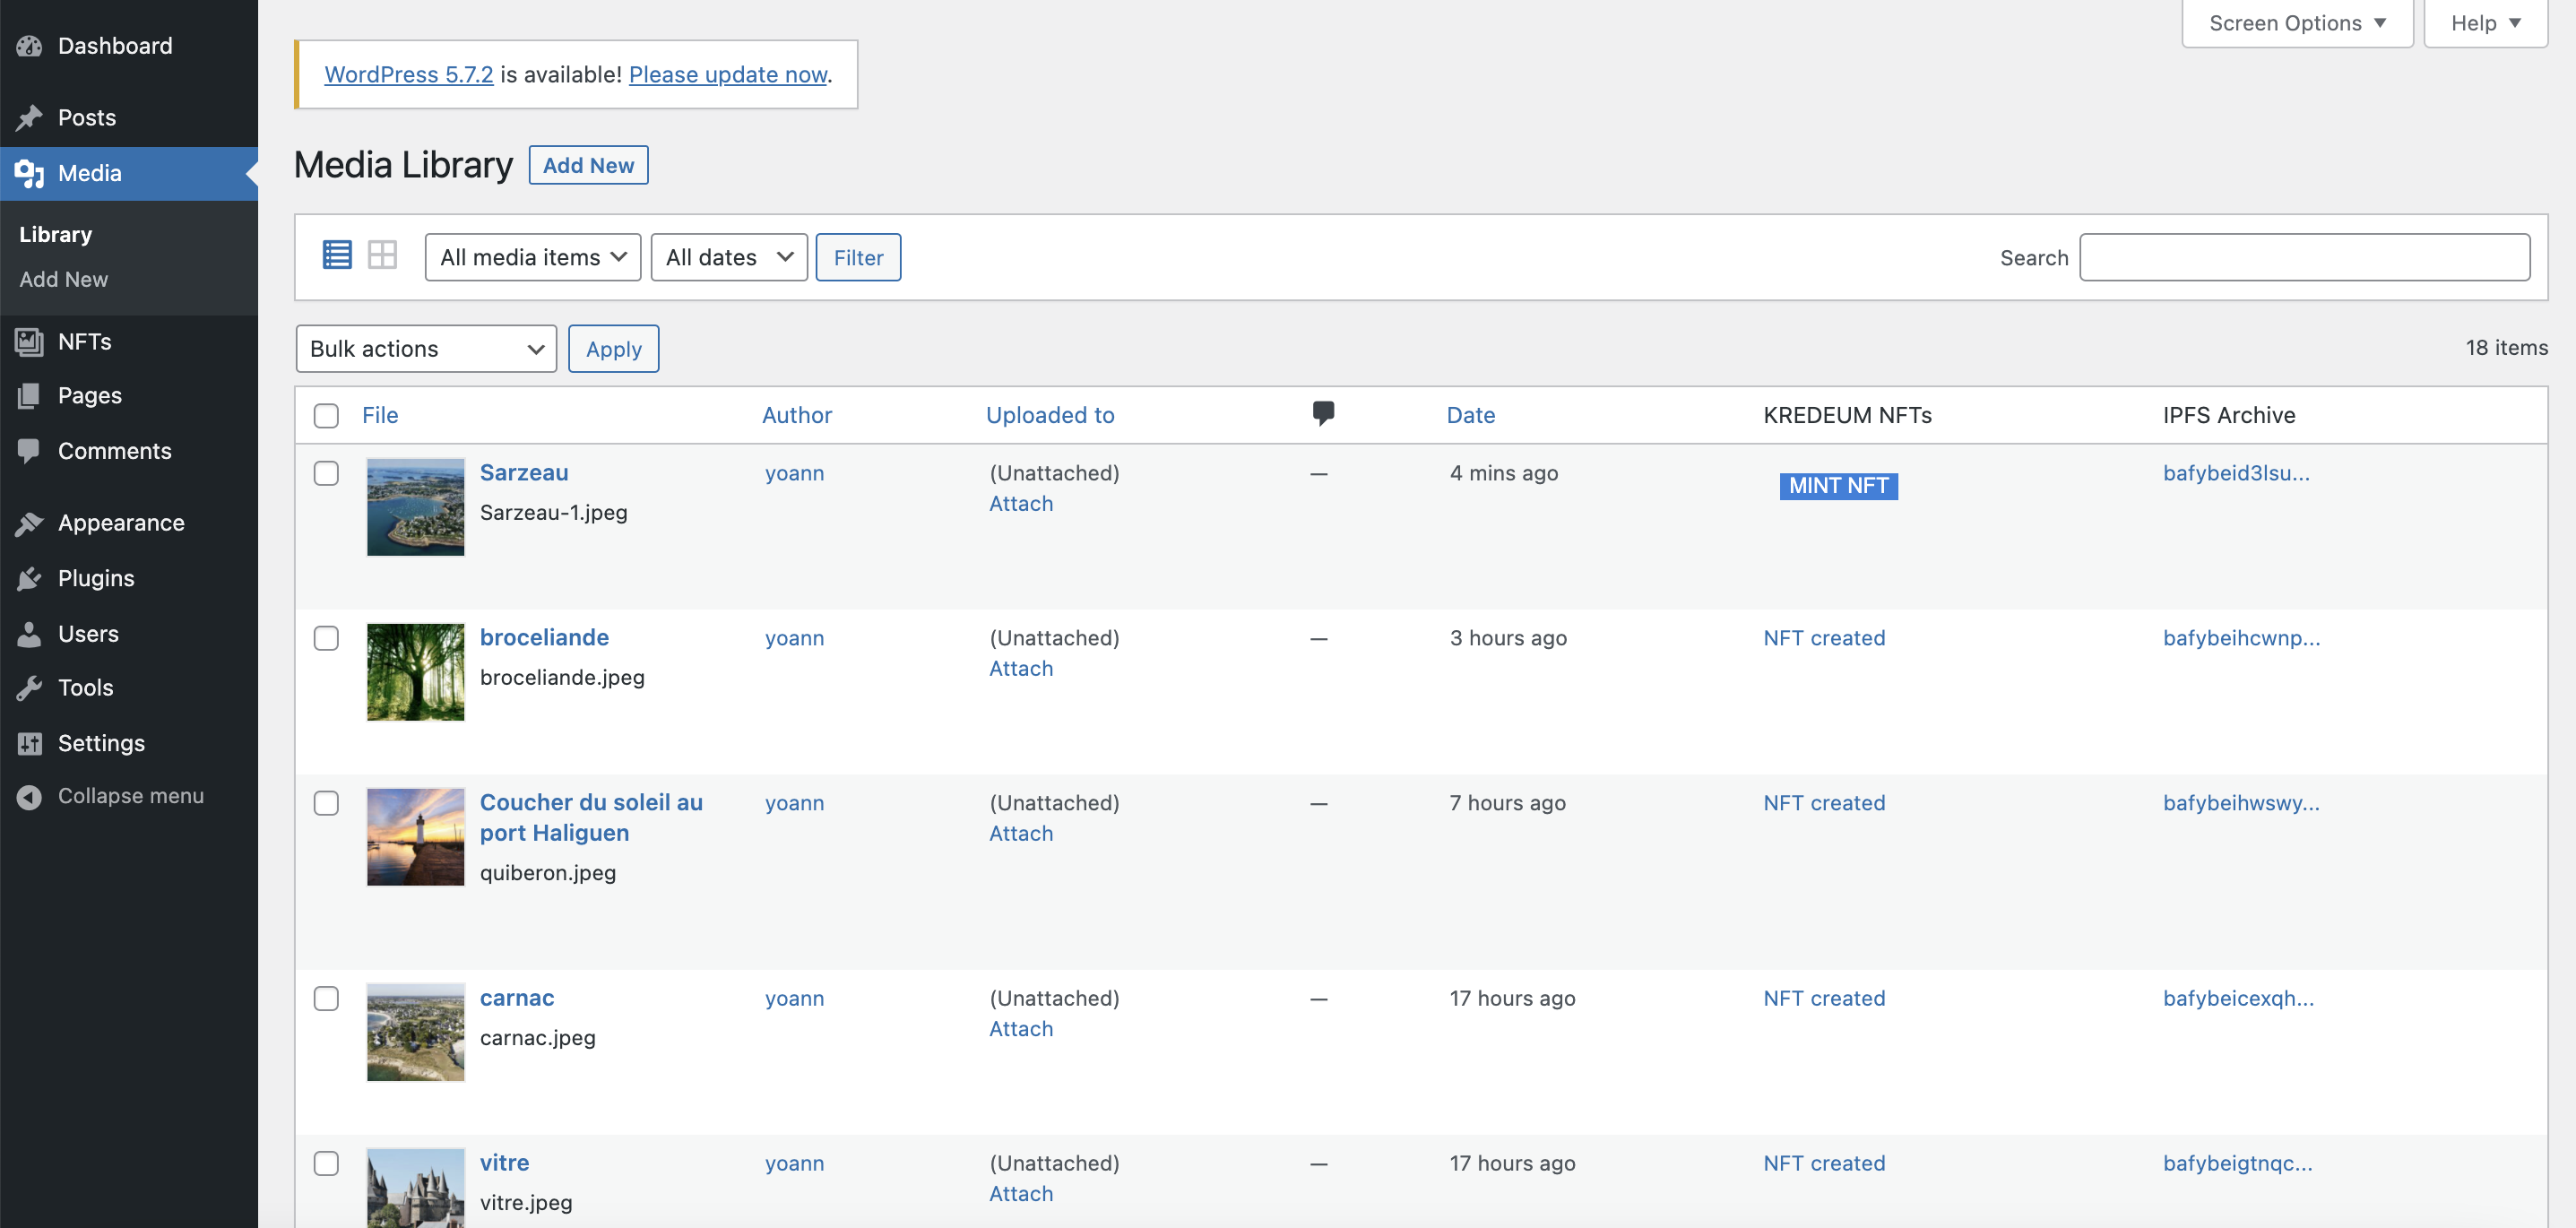 Dashboard
Posts
Media
Library
Add New
NFTs
Pages
Comments
Appearance
Plugins
Users
Tools
Settings
Collapse menu
Screen Options ▼
Help ▼
WordPress 5.7.2 is available! Please update now.
Media Library Add New
All media items All dates Filter Search
Bulk actions Apply 18 items
File Author Uploaded to Date KREDEUM NFTs IPFS Archive
Sarzeau yoann (Unattached) — 4 mins ago MINT NFT bafybeid3lsu...
Attach
Sarzeau-1.jpeg
broceliande yoann (Unattached) — 3 hours ago NFT created bafybeihcwnp...
Attach
broceliande.jpeg
Coucher du soleil au yoann (Unattached) — 7 hours ago NFT created bafybeihwswy...
port Haliguen Attach
quiberon.jpeg
carnac yoann (Unattached) — 17 hours ago NFT created bafybeicexqh...
Attach
carnac.jpeg
vitre yoann (Unattached) — 17 hours ago NFT created bafybeigtnqc...
Attach
vitre.jpeg